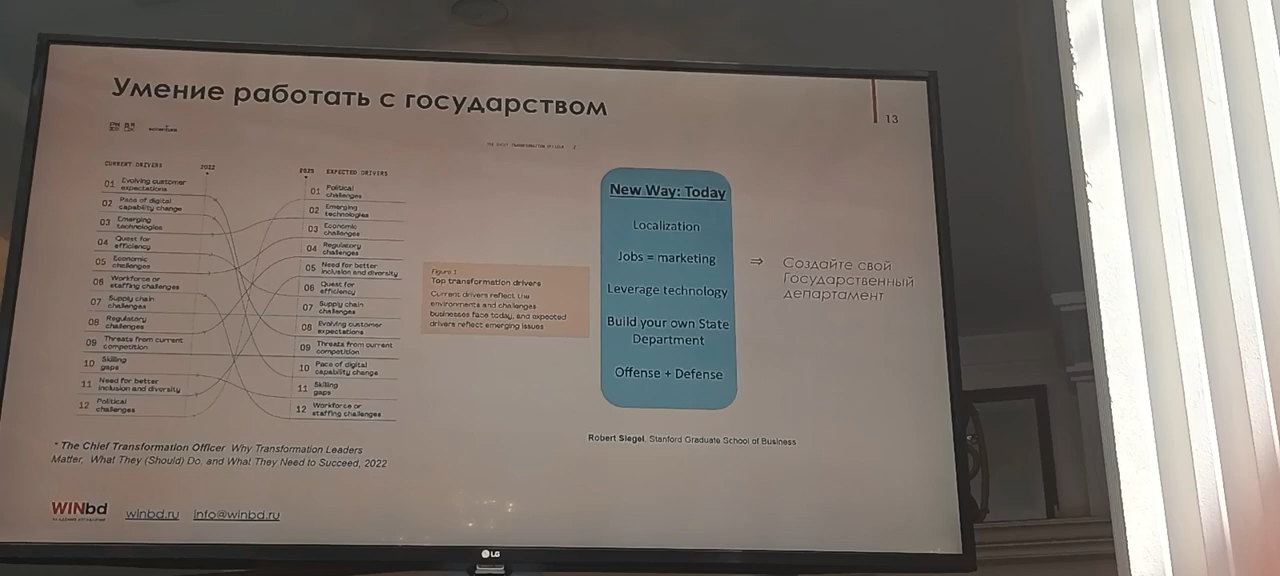 Умение работать с государством
13
accenture
THE CHIEF TRANSFORMATION OFFICER
CURRENT DRIVERS
2022
01 Evolving customer
expectations
02 Pace of digital
capability change
03 Emerging
technologies
04 Quest for
efficiency
05 Economic
challenges
06 Workforce or
staffing challenges
07 Supply chain
challenges
08 Regulatory
challenges
09 Threats from current
competition
10 Skilling
gaps
11 Need for better
inclusion and diversity
12 Political
challenges
2025 EXPECTED DRIVERS
01 Political
challenges
02 Emerging
technologies
03 Economic
challenges
04 Regulatory
challenges
05 Need for better
inclusion and diversity
06 Quest for
efficiency
07 Supply chain
challenges
08 Evolving customer
expectations
09 Threats from current
competition
10 Pace of digital
capability change
11 Skilling
gaps
12 Workforce or
staffing challenges
Figure 1
Top transformation drivers
Current drivers reflect the
environments and challenges
businesses face today, and expected
drivers reflect emerging issues
New Way: Today
Localization
Jobs = marketing
Leverage technology
Build your own State
Department
Offense + Defense
⇒ Создайте свой
Государственный
департамент
Robert Siegel, Stanford Graduate School of Business
* The Chief Transformation Officer Why Transformation Leaders
Matter, What They (Should) Do, and What They Need to Succeed, 2022
WINbd
winbd.ru info@winbd.ru
LG